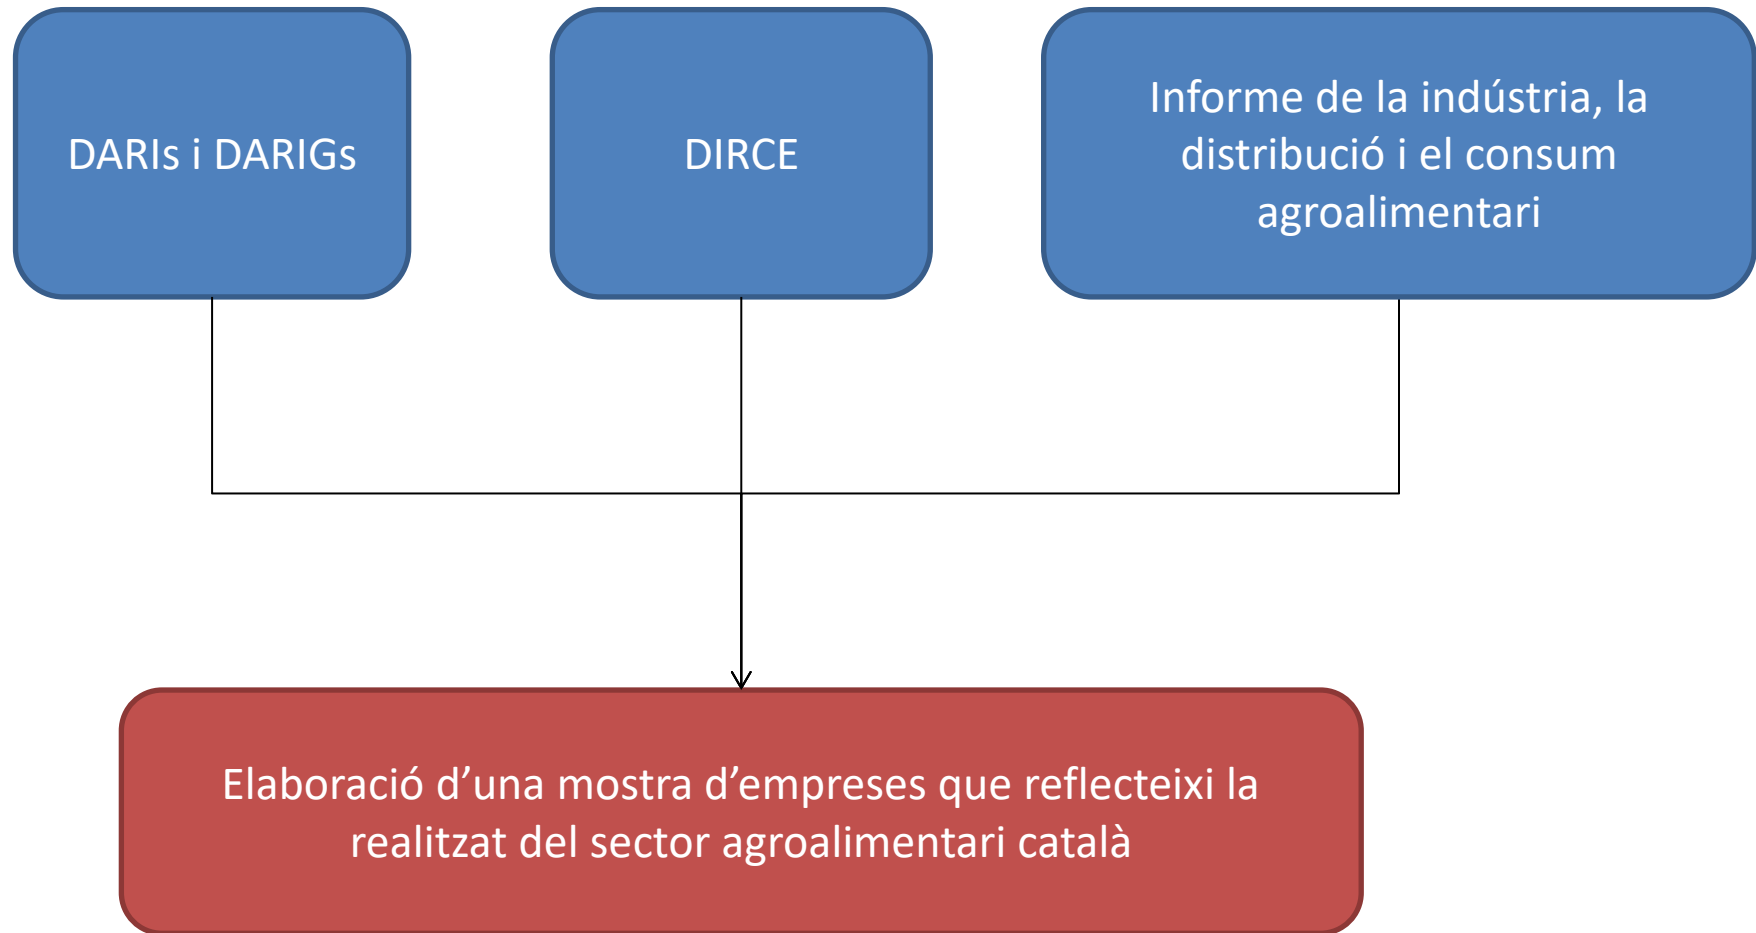 DARIs i DARIGs
DIRCE
Informe de la indústria, la
distribució i el consum
agroalimentari
Elaboració d’una mostra d’empreses que reflecteixi la
realitzat del sector agroalimentari català